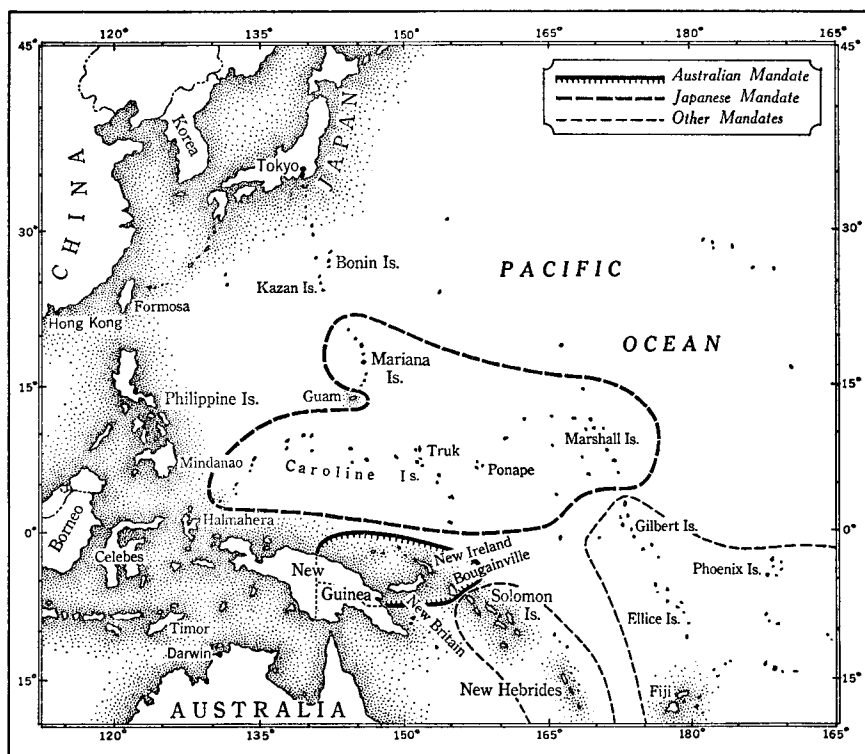 120° 135° 150° 165° 180° 165°
45° 45°
Australian Mandate
Japanese Mandate
Other Mandates
CHINA
Korea
JAPAN
Tokyo
30° 30°
Bonin Is.
PACIFIC
Kazan Is.
Formosa
Hong Kong
OCEAN
Mariana
Is.
15° 15°
Philippine Is.
Guam
Marshall Is.
Truk
Mindanao
Caroline Is.
Ponape
Halmahera
Gilbert Is.
0° 0°
Borneo
Celebes
New Ireland
Phoenix Is.
New
Guinea
Bougainville
Solomon
Is.
Ellice Is.
Timor
New Britain
Darwin
New Hebrides
Fiji
15° 15°
AUSTRALIA
120° 135° 150° 165° 180° 165°